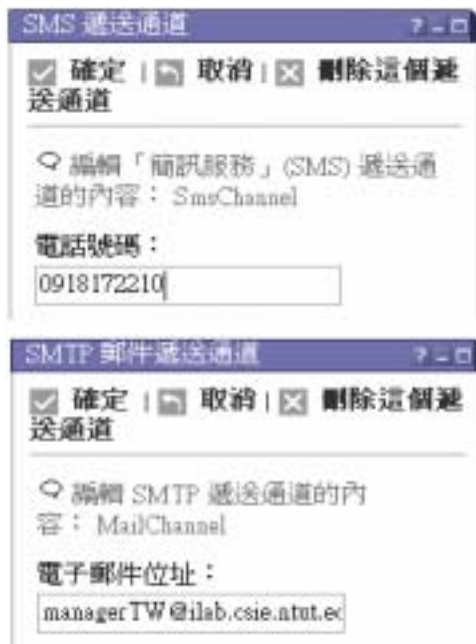 SMS 遞送通道
確定 | 取消 | 刪除這個遞
送通道
編輯「簡訊服務」(SMS) 遞送通
道的內容： SmsChannel
電話號碼：
0918172210
SMTP 郵件遞送通道
確定 | 取消 | 刪除這個遞
送通道
編輯 SMTP 遞送通道的內
容： MailChannel
電子郵件位址：
managerTW@ilab.csie.ntut.ec